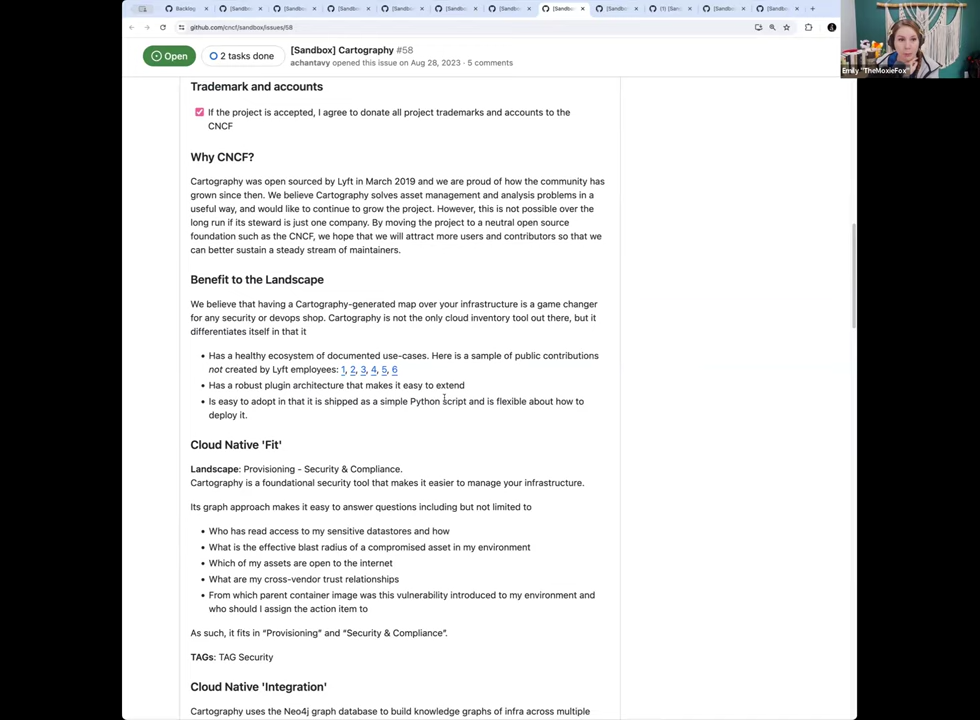 Backlog
[Sandbox
[Sandbox]
[Sandbox]
[Sandbox]
[Sandbox]
[Sandbox]
[Sandbox
[Sandbox]
(1) [San
[Sandbox]
[Sandbox]
github.com/cncf/sandbox/issues/58
Emily "TheMoxieFox"
Open
2 tasks done
[Sandbox] Cartography #58
achantavy opened this issue on Aug 28, 2023 · 5 comments
Trademark and accounts
If the project is accepted, I agree to donate all project trademarks and accounts to the
CNCF
Why CNCF?
Cartography was open sourced by Lyft in March 2019 and we are proud of how the community has
grown since then. We believe Cartography solves asset management and analysis problems in a
useful way, and would like to continue to grow the project. However, this is not possible over the
long run if its steward is just one company. By moving the project to a neutral open source
foundation such as the CNCF, we hope that we will attract more users and contributors so that we
can better sustain a steady stream of maintainers.
Benefit to the Landscape
We believe that having a Cartography-generated map over your infrastructure is a game changer
for any security or devops shop. Cartography is not the only cloud inventory tool out there, but it
differentiates itself in that it
• Has a healthy ecosystem of documented use-cases. Here is a sample of public contributions
not created by Lyft employees: 1, 2, 3, 4, 5, 6
• Has a robust plugin architecture that makes it easy to extend
• Is easy to adopt in that it is shipped as a simple Python script and is flexible about how to
deploy it.
Cloud Native 'Fit'
Landscape: Provisioning - Security & Compliance.
Cartography is a foundational security tool that makes it easier to manage your infrastructure.
Its graph approach makes it easy to answer questions including but not limited to
• Who has read access to my sensitive datastores and how
• What is the effective blast radius of a compromised asset in my environment
• Which of my assets are open to the internet
• What are my cross-vendor trust relationships
• From which parent container image was this vulnerability introduced to my environment and
who should I assign the action item to
As such, it fits in “Provisioning” and “Security & Compliance”.
TAGs: TAG Security
Cloud Native 'Integration'
Cartography uses the Neo4j graph database to build knowledge graphs of infra across multiple